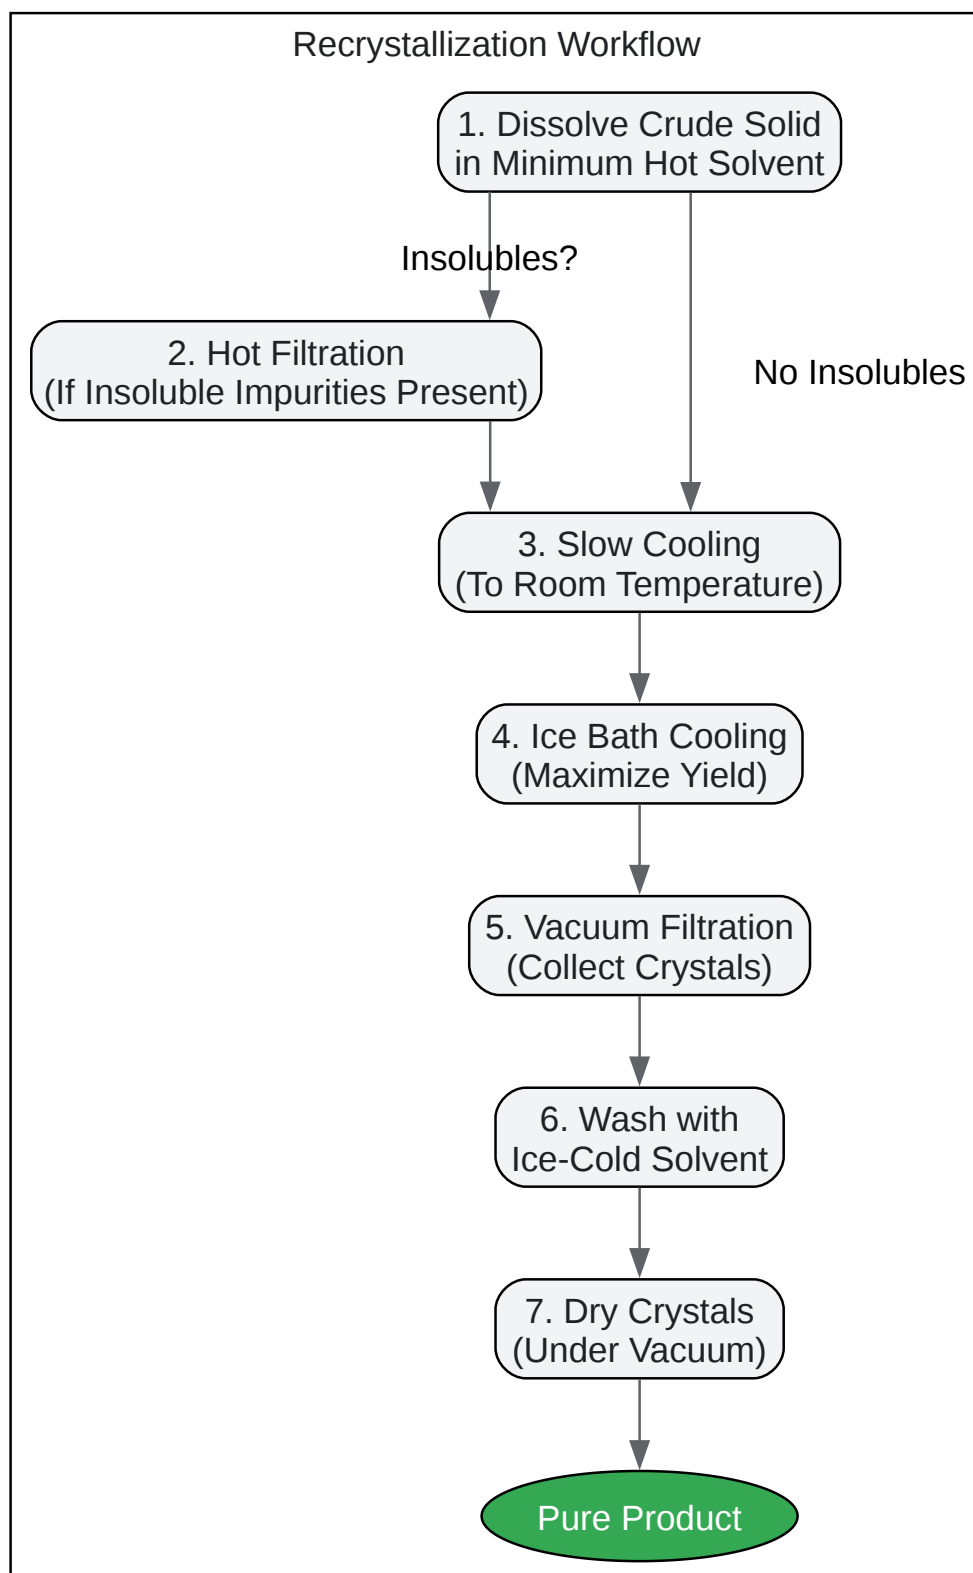 Recrystallization Workflow
1. Dissolve Crude Solid
in Minimum Hot Solvent
Insolubles?
2. Hot Filtration
(If Insoluble Impurities Present)
No Insolubles
3. Slow Cooling
(To Room Temperature)
4. Ice Bath Cooling
(Maximize Yield)
5. Vacuum Filtration
(Collect Crystals)
6. Wash with
Ice-Cold Solvent
7. Dry Crystals
(Under Vacuum)
Pure Product